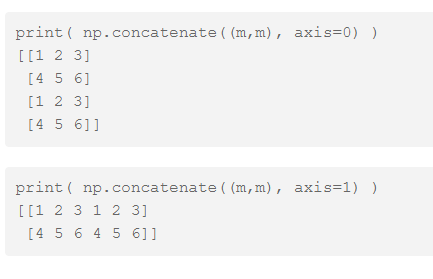 print( np.concatenate((m,m), axis=0) )
[[1 2 3]
 [4 5 6]
 [1 2 3]
 [4 5 6]]
print( np.concatenate((m,m), axis=1) )
[[1 2 3 1 2 3]
 [4 5 6 4 5 6]]